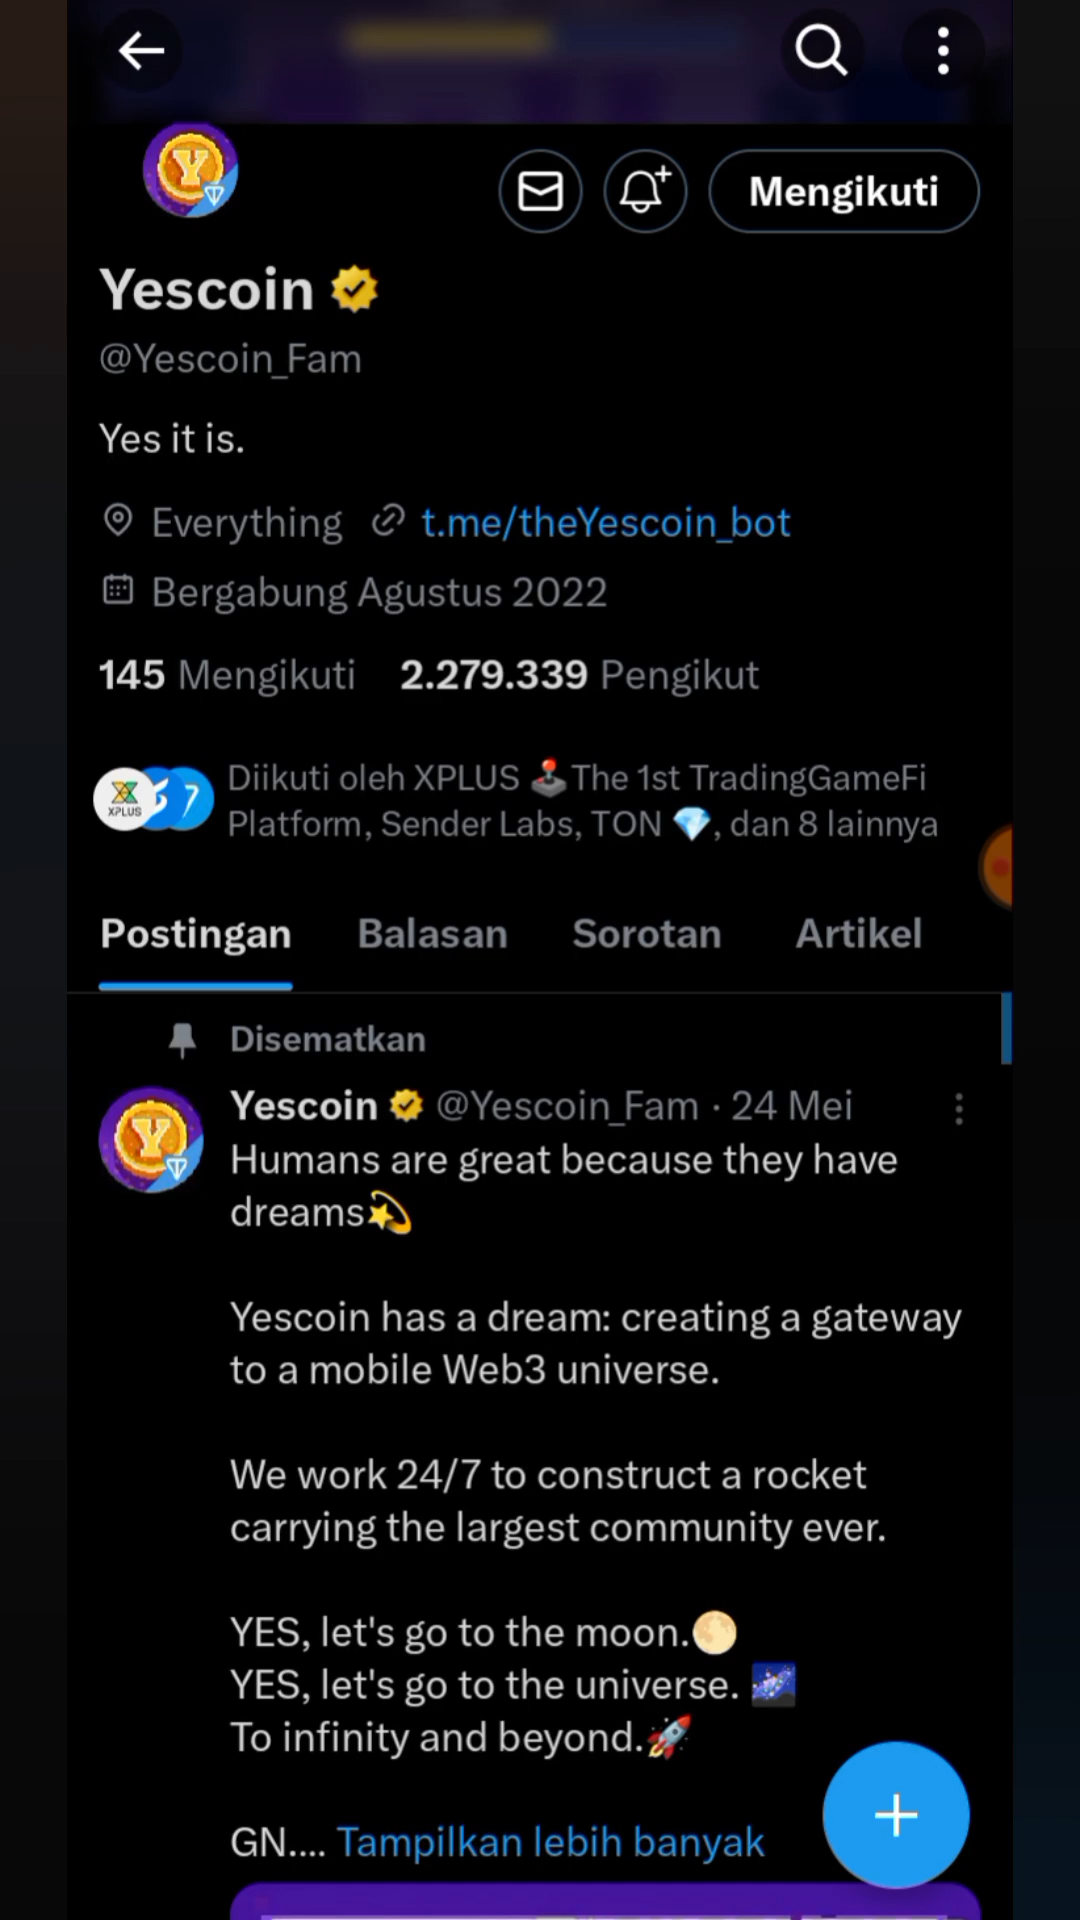 Mengikuti
Yescoin
@Yescoin_Fam
Yes it is.
Everything t.me/theYescoin_bot
Bergabung Agustus 2022
145 Mengikuti 2.279.339 Pengikut
XPLUS
Diikuti oleh XPLUS 🕹️The 1st TradingGameFi
Platform, Sender Labs, TON 💎, dan 8 lainnya
Postingan Balasan Sorotan Artikel
Disematkan
Yescoin @Yescoin_Fam · 24 Mei
Humans are great because they have
dreams💫
Yescoin has a dream: creating a gateway
to a mobile Web3 universe.
We work 24/7 to construct a rocket
carrying the largest community ever.
YES, let's go to the moon.🌕
YES, let's go to the universe. 🌌
To infinity and beyond.🚀
GN.... Tampilkan lebih banyak